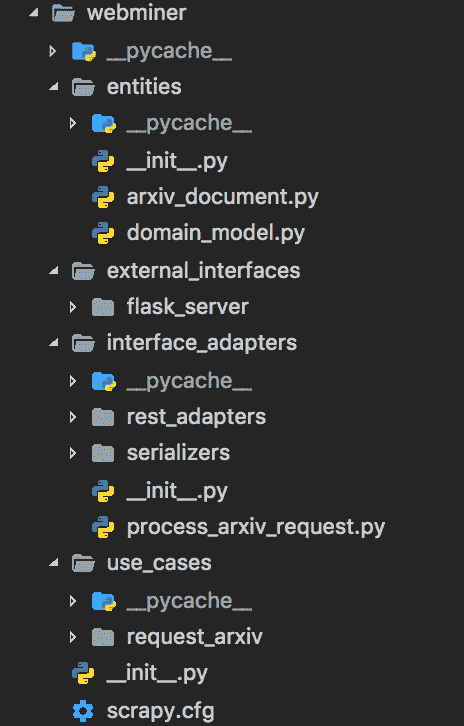 webminer
__pycache__
entities
__pycache__
__init__.py
arxiv_document.py
domain_model.py
external_interfaces
flask_server
interface_adapters
__pycache__
rest_adapters
serializers
__init__.py
process_arxiv_request.py
use_cases
__pycache__
request_arxiv
__init__.py
scrapy.cfg